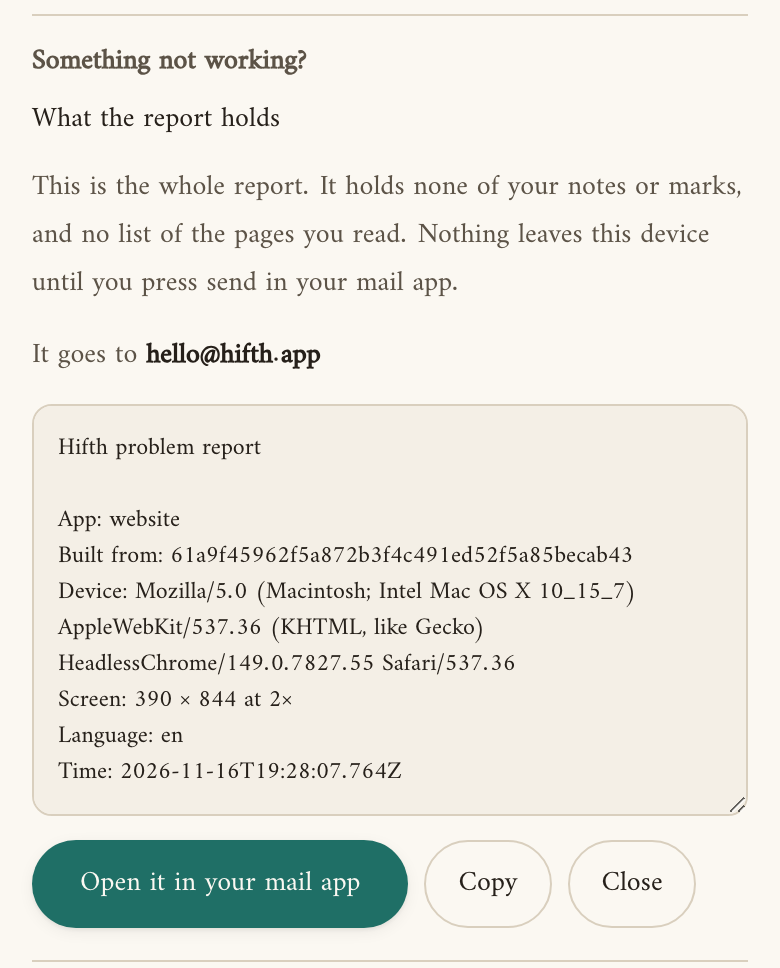 Something not working?
What the report holds
This is the whole report. It holds none of your notes or marks,
and no list of the pages you read. Nothing leaves this device
until you press send in your mail app.
It goes to hello@hifth.app
Hifth problem report
App: website
Built from: 61a9f45962f5a872b3f4c491ed52f5a85becab43
Device: Mozilla/5.0 (Macintosh; Intel Mac OS X 10_15_7)
AppleWebKit/537.36 (KHTML, like Gecko)
HeadlessChrome/149.0.7827.55 Safari/537.36
Screen: 390 × 844 at 2×
Language: en
Time: 2026-11-16T19:28:07.764Z
Open it in your mail app
Copy
Close